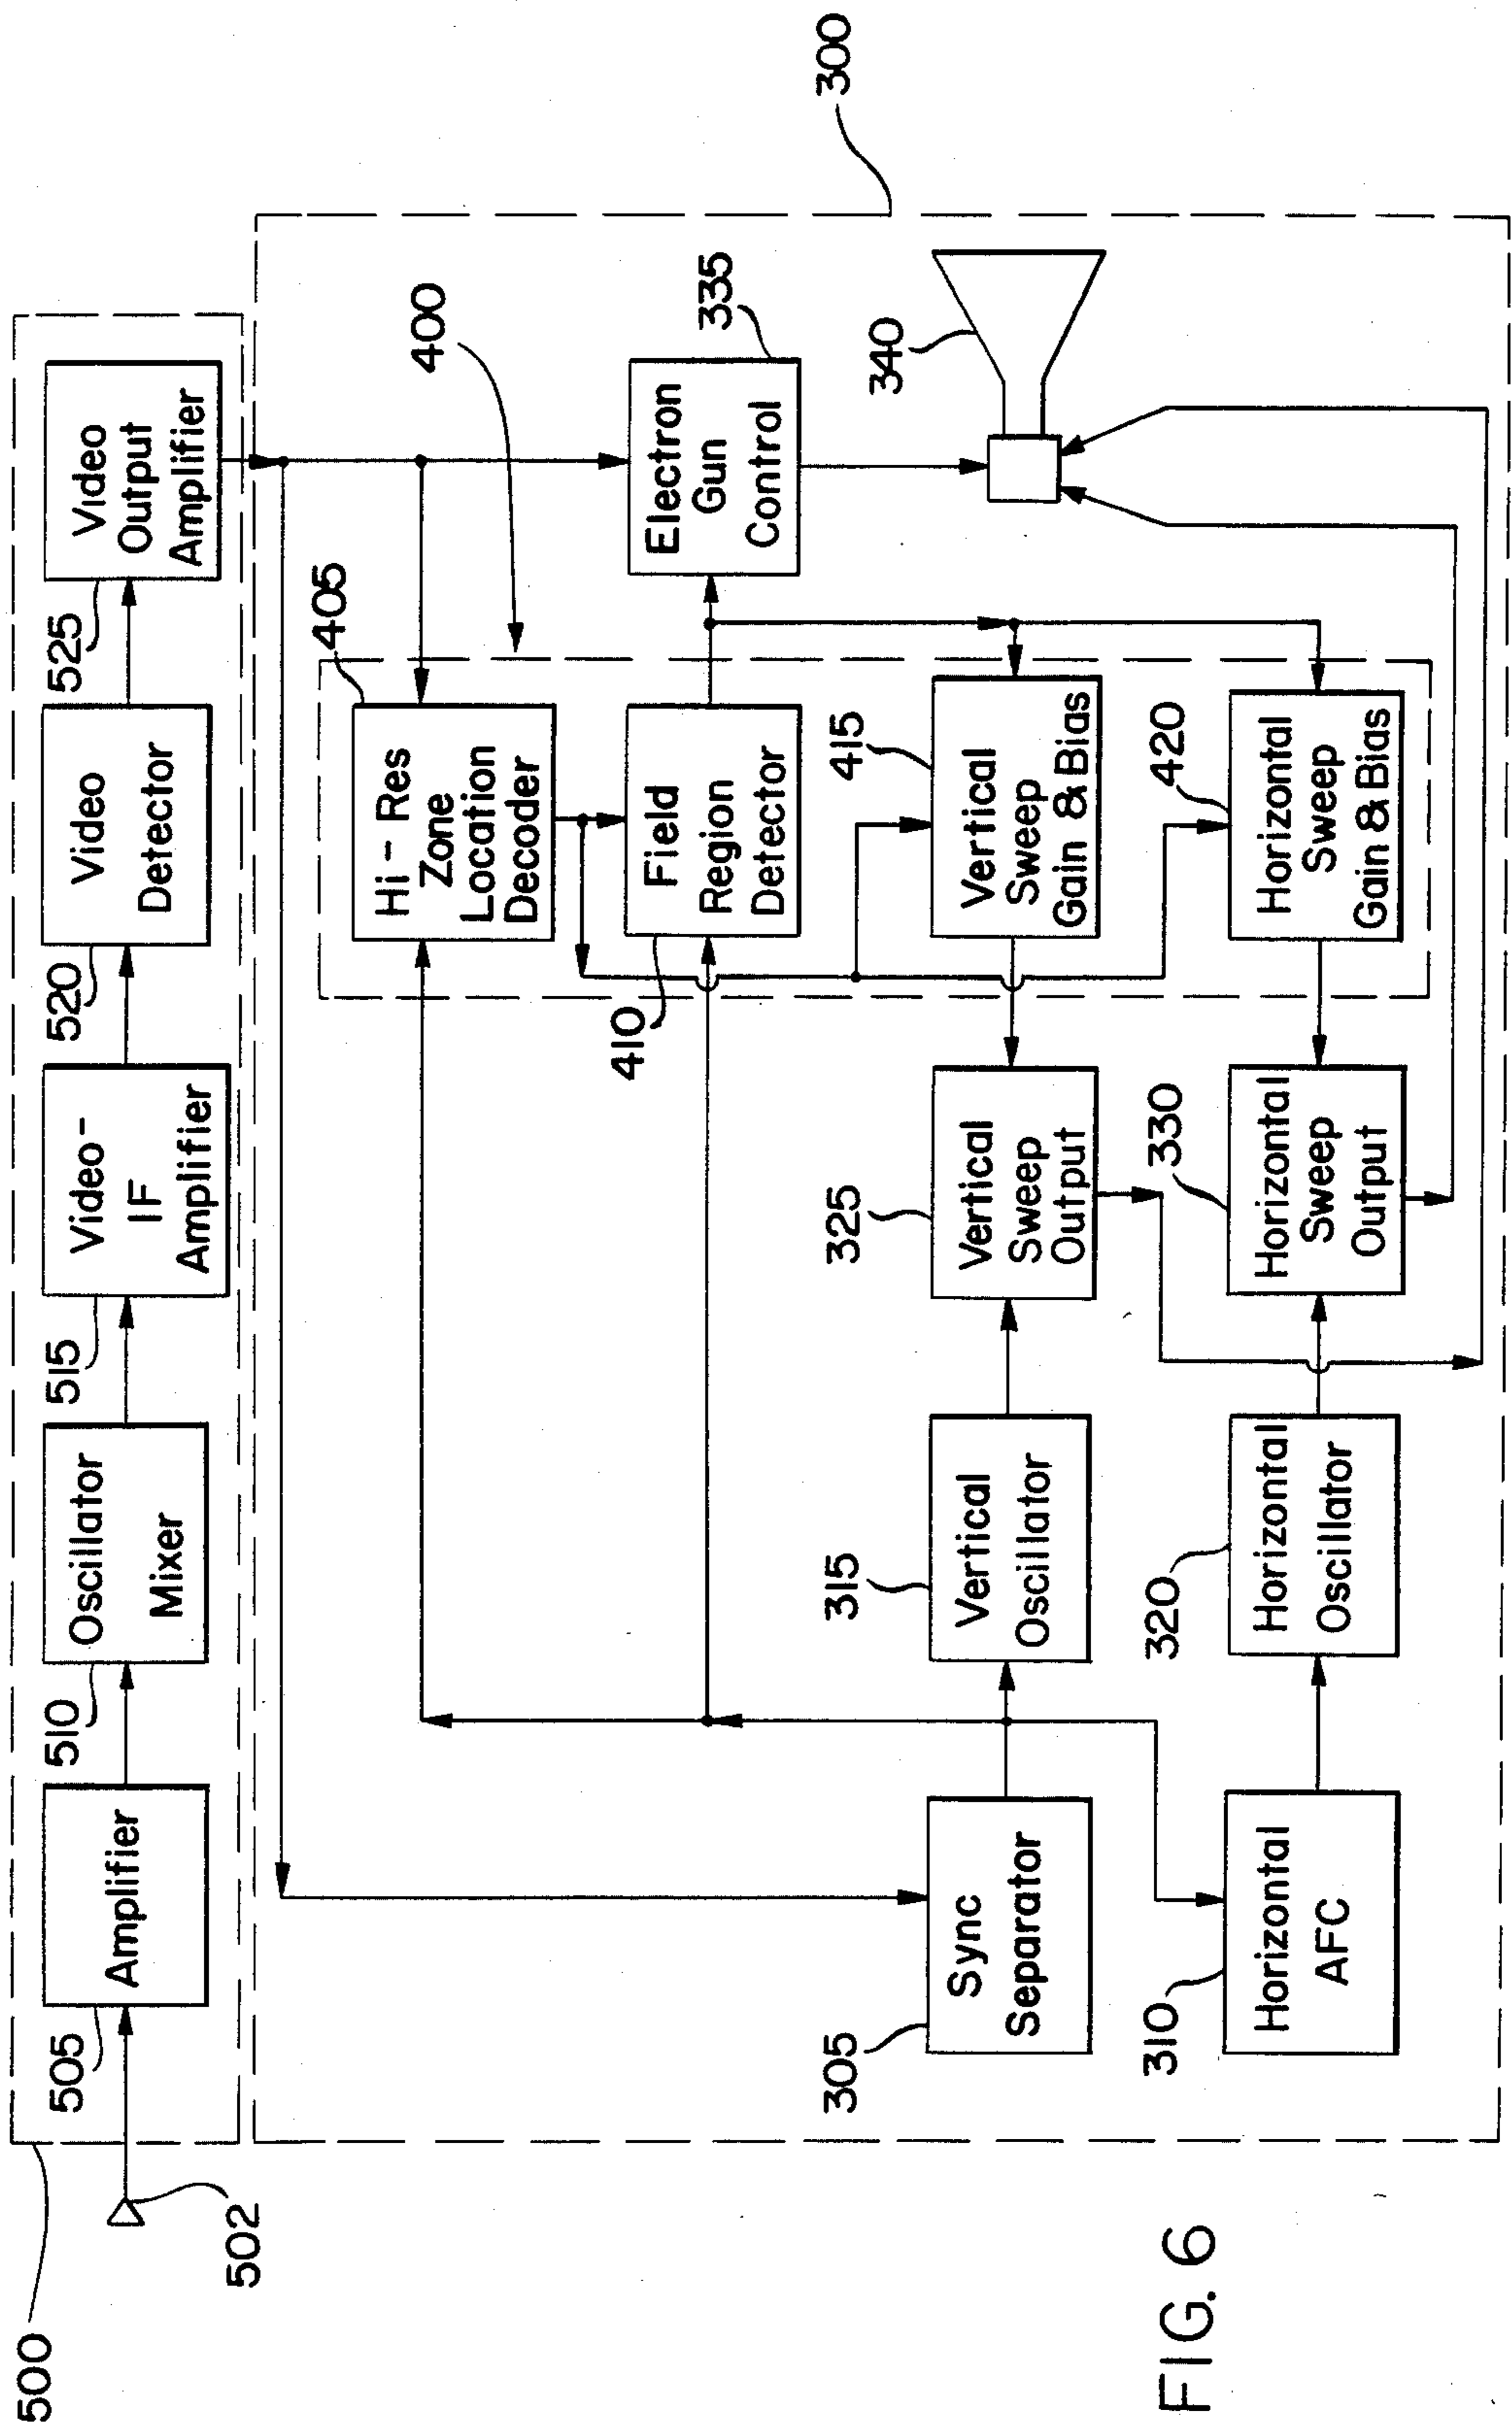 500
502
505
Amplifier
510
Oscillator
Mixer
515
Video-
IF
Amplifier
520
Video
Detector
525
Video
Output
Amplifier
300
400
405
Hi-Res
Zone
Location
Decoder
410
Field
Region
Detector
335
Electron
Gun
Control
340
305
Sync
Separator
315
Vertical
Oscillator
325
Vertical
Sweep
Output
415
Vertical
Sweep
Gain & Bias
310
Horizontal
AFC
320
Horizontal
Oscillator
330
Horizontal
Sweep
Output
420
Horizontal
Sweep
Gain & Bias
FIG. 6